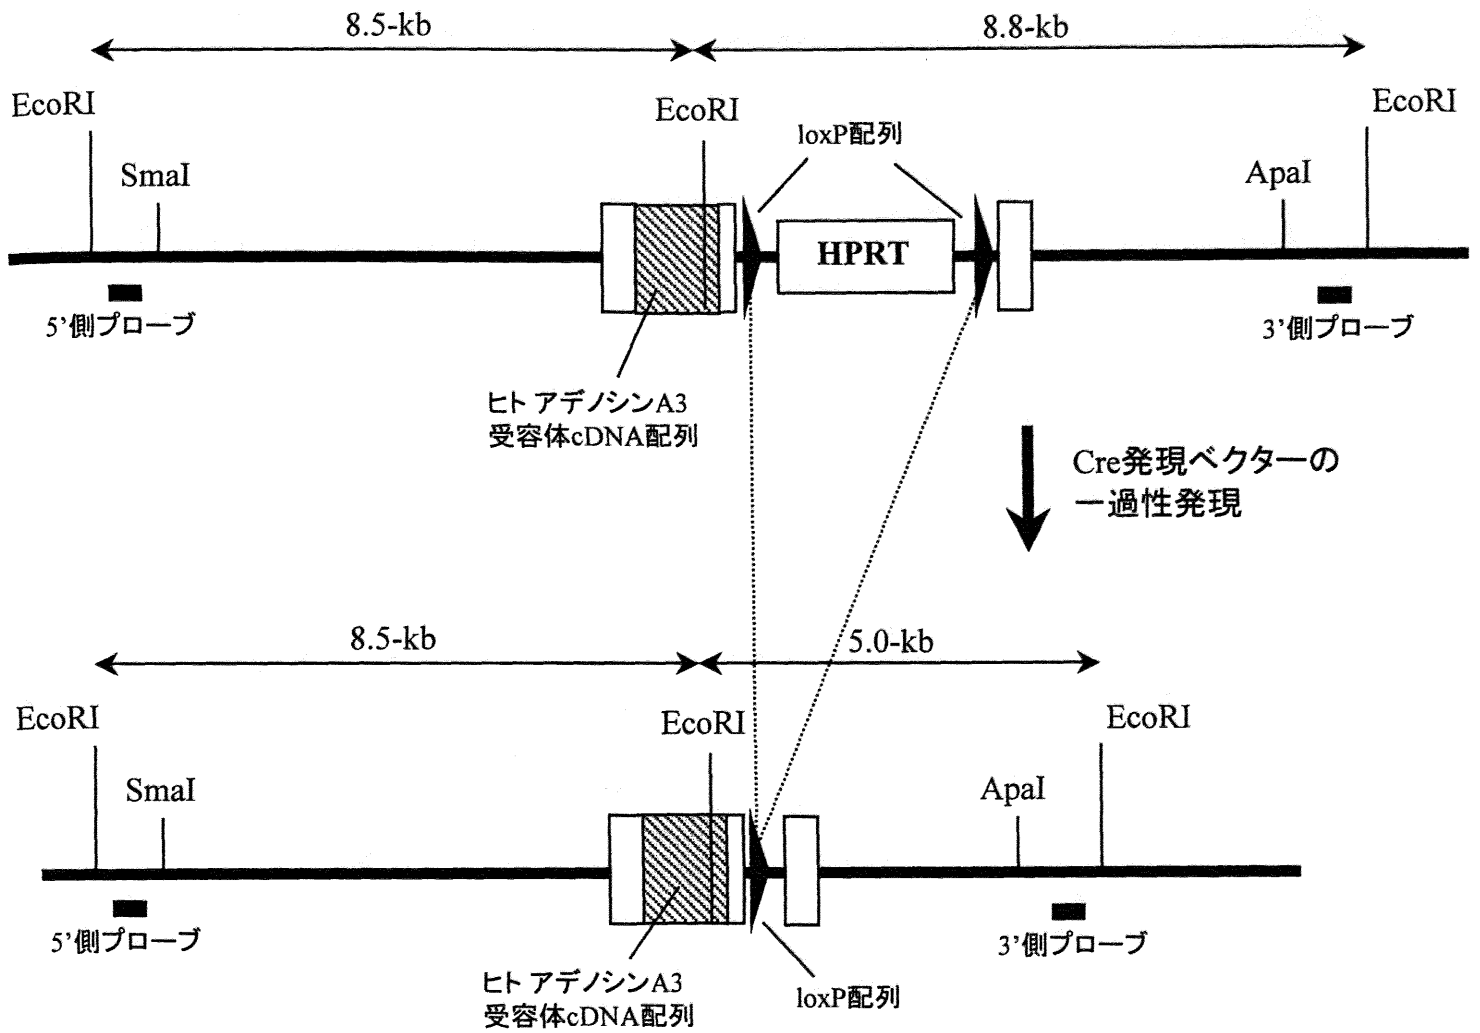 8.5-kb
8.8-kb
EcoRI
EcoRI
EcoRI
loxP配列
SmaI
ApaI
HPRT
5’側プローブ
3’側プローブ
ヒト アデノシンA3
受容体cDNA配列
Cre発現ベクターの
一過性発現
8.5-kb
5.0-kb
EcoRI
EcoRI
EcoRI
SmaI
ApaI
5’側プローブ
3’側プローブ
ヒト アデノシンA3
受容体cDNA配列
loxP配列